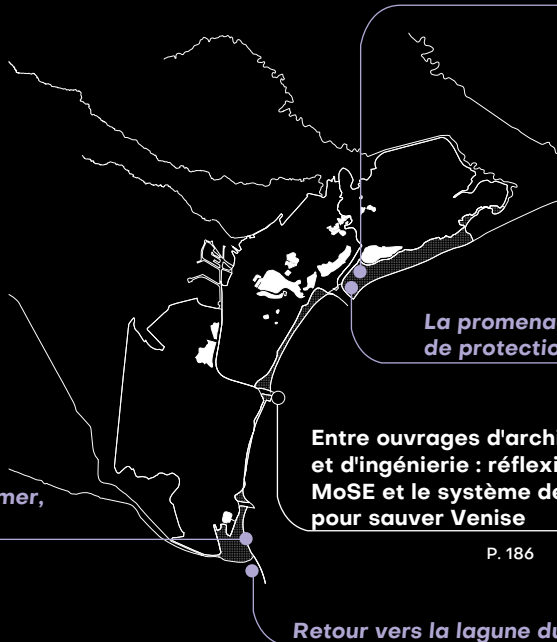 La promena
de protectio
Entre ouvrages d'archi
et d'ingénierie : réflexi
MoSE et le système de
pour sauver Venise
P. 186
mer,
Retour vers la lagune du